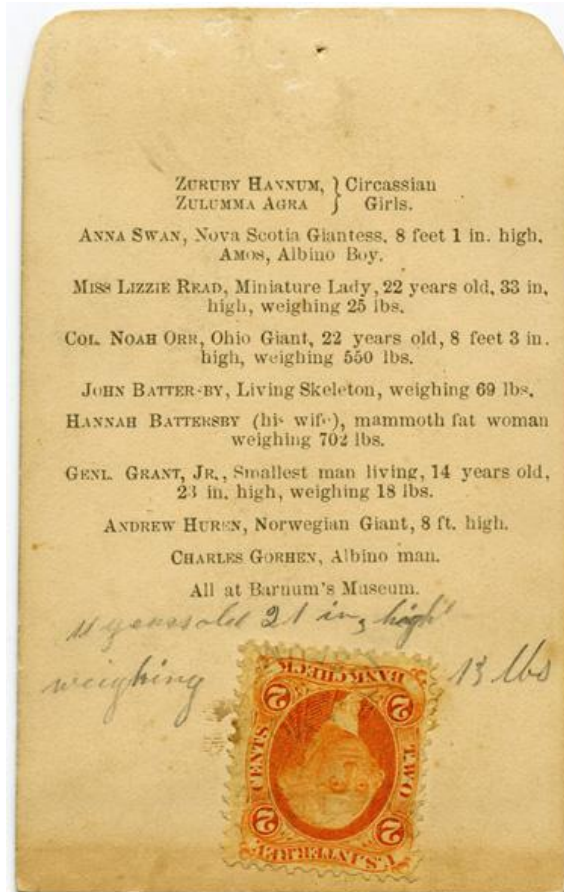 ZURUBY HANNUM, } Circassian
ZULUMMA AGRA } Girls.
ANNA SWAN, Nova Scotia Giantess, 8 feet 1 in. high.
AMOS, Albino Boy.
MISS LIZZIE READ, Miniature Lady, 22 years old, 33 in.
high, weighing 25 lbs.
COL. NOAH ORR, Ohio Giant, 22 years old, 8 feet 3 in.
high, weighing 550 lbs.
JOHN BATTERSBY, Living Skeleton, weighing 69 lbs.
HANNAH BATTERSBY (his wife), mammoth fat woman
weighing 702 lbs.
GENL. GRANT, JR., Smallest man living, 14 years old,
23 in. high, weighing 18 lbs.
ANDREW HUREN, Norwegian Giant, 8 ft. high.
CHARLES GORHEN, Albino man.
All at Barnum's Museum.
years old 21 in, high
weighing 13 lbs
BANK CHECK
2 2
CENTS TWO
2 2
U.S. INTER. REV.